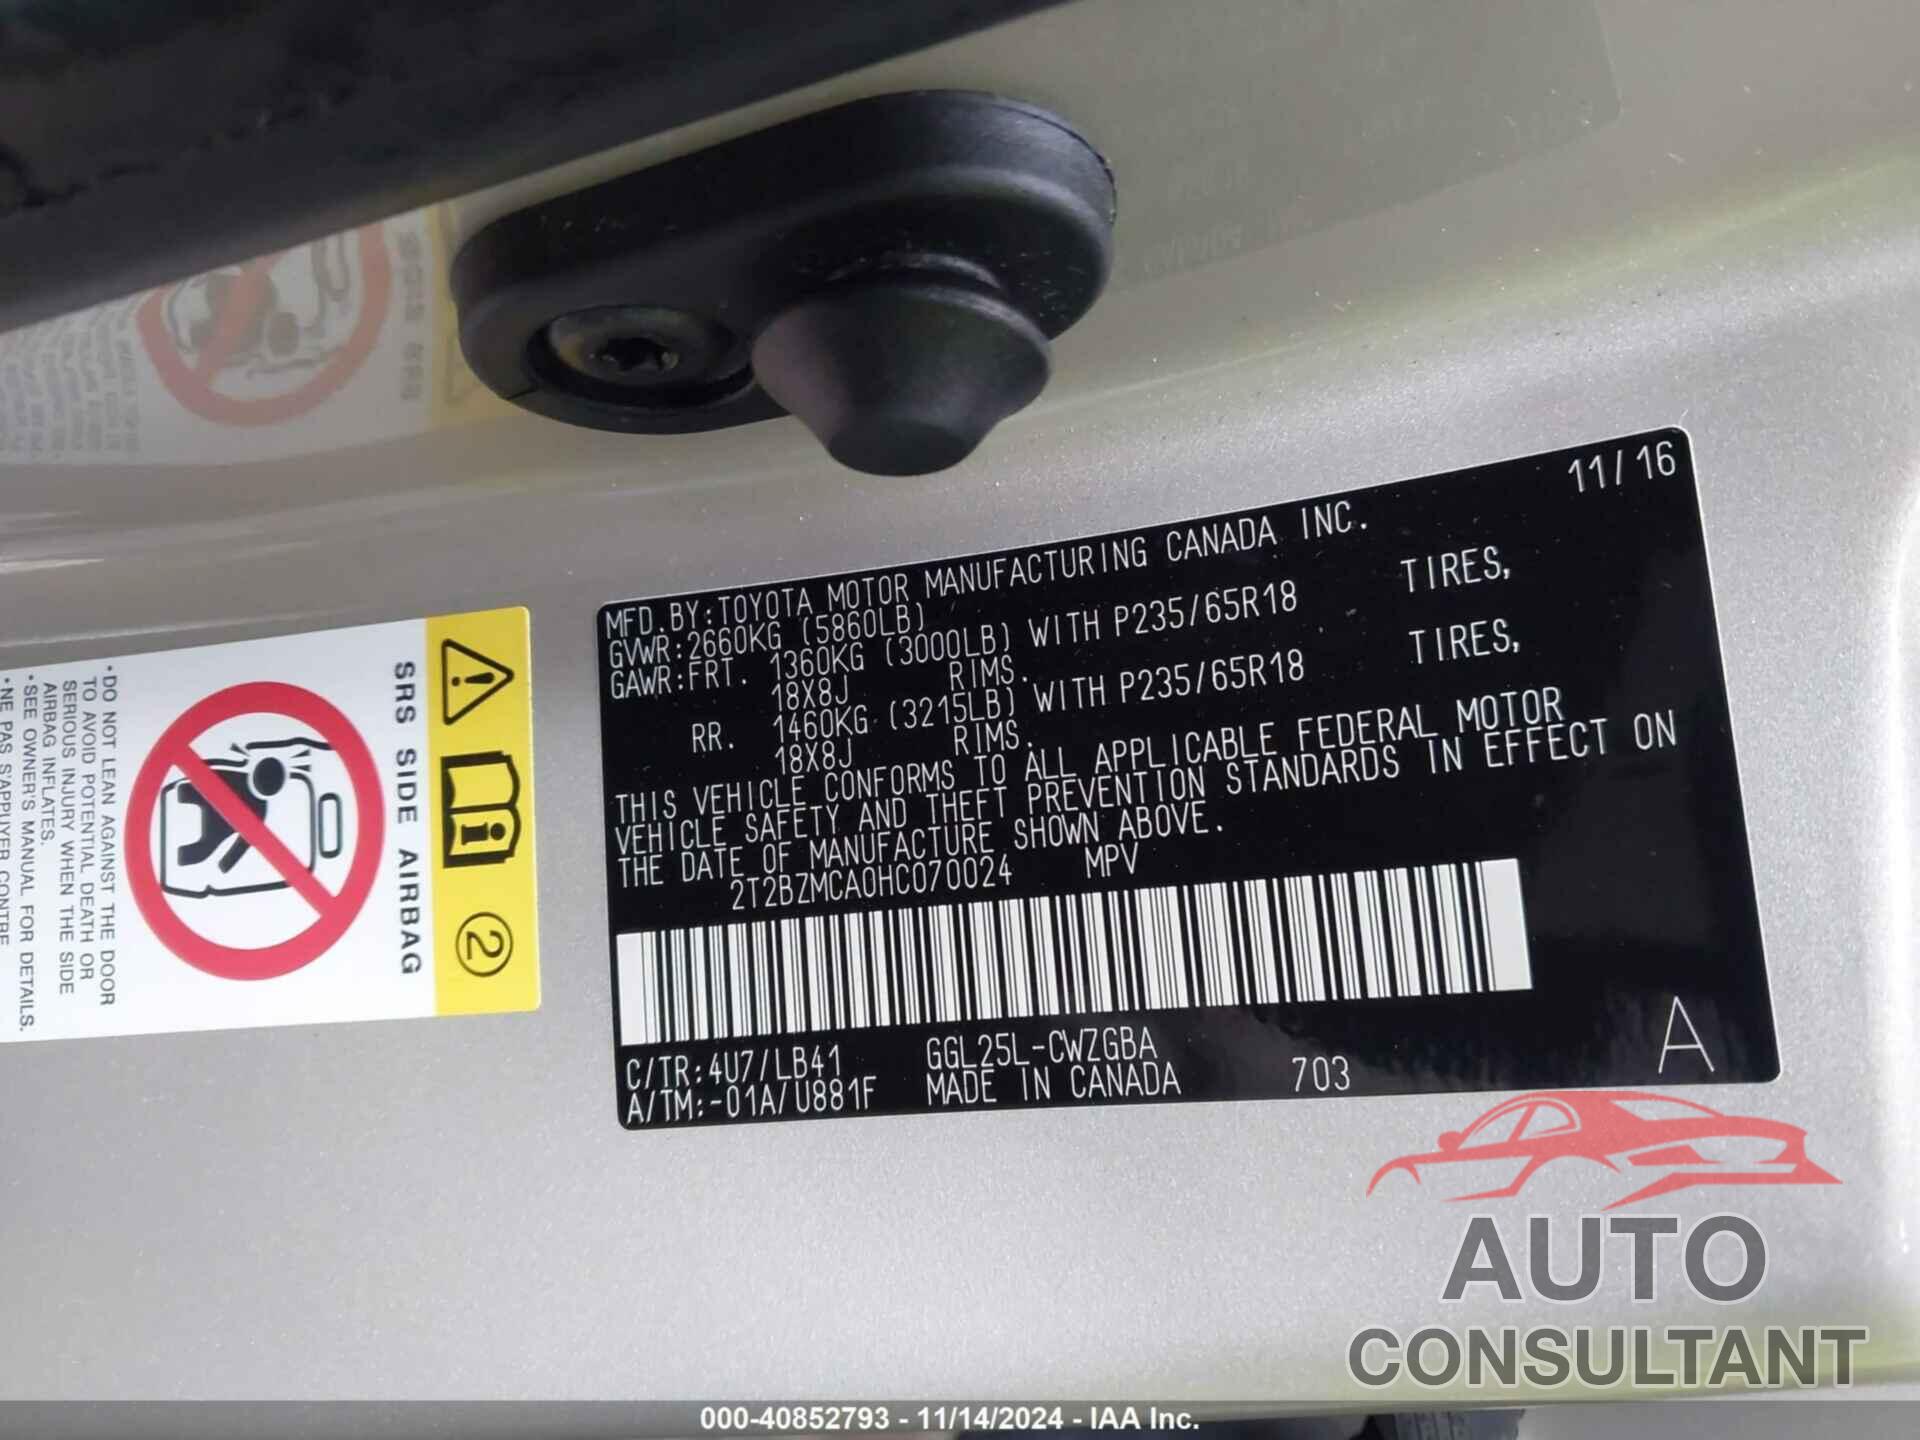 11/16
MFD.BY:TOYOTA MOTOR MANUFACTURING CANADA INC.
GVWR:2660KG (5860LB)
GAWR:FRT. 1360KG (3000LB) WITH P235/65R18 TIRES,
18X8J RIMS.
RR. 1460KG (3215LB) WITH P235/65R18 TIRES,
18X8J RIMS.
THIS VEHICLE CONFORMS TO ALL APPLICABLE FEDERAL MOTOR
VEHICLE SAFETY AND THEFT PREVENTION STANDARDS IN EFFECT ON
THE DATE OF MANUFACTURE SHOWN ABOVE.
2T2BZMCA0HC070024 MPV
C/TR:4U7/LB41 GGL25L-CWZGBA
A/TM:-01A/U881F MADE IN CANADA 703 A
2
SRS SIDE AIRBAG
•DO NOT LEAN AGAINST THE DOOR
TO AVOID POTENTIAL DEATH OR
SERIOUS INJURY WHEN THE SIDE
AIRBAG INFLATES.
•SEE OWNER'S MANUAL FOR DETAILS.
•NE PAS S'APPUYER CONTRE
AUTO
CONSULTANT
000-40852793 - 11/14/2024 - IAA Inc.